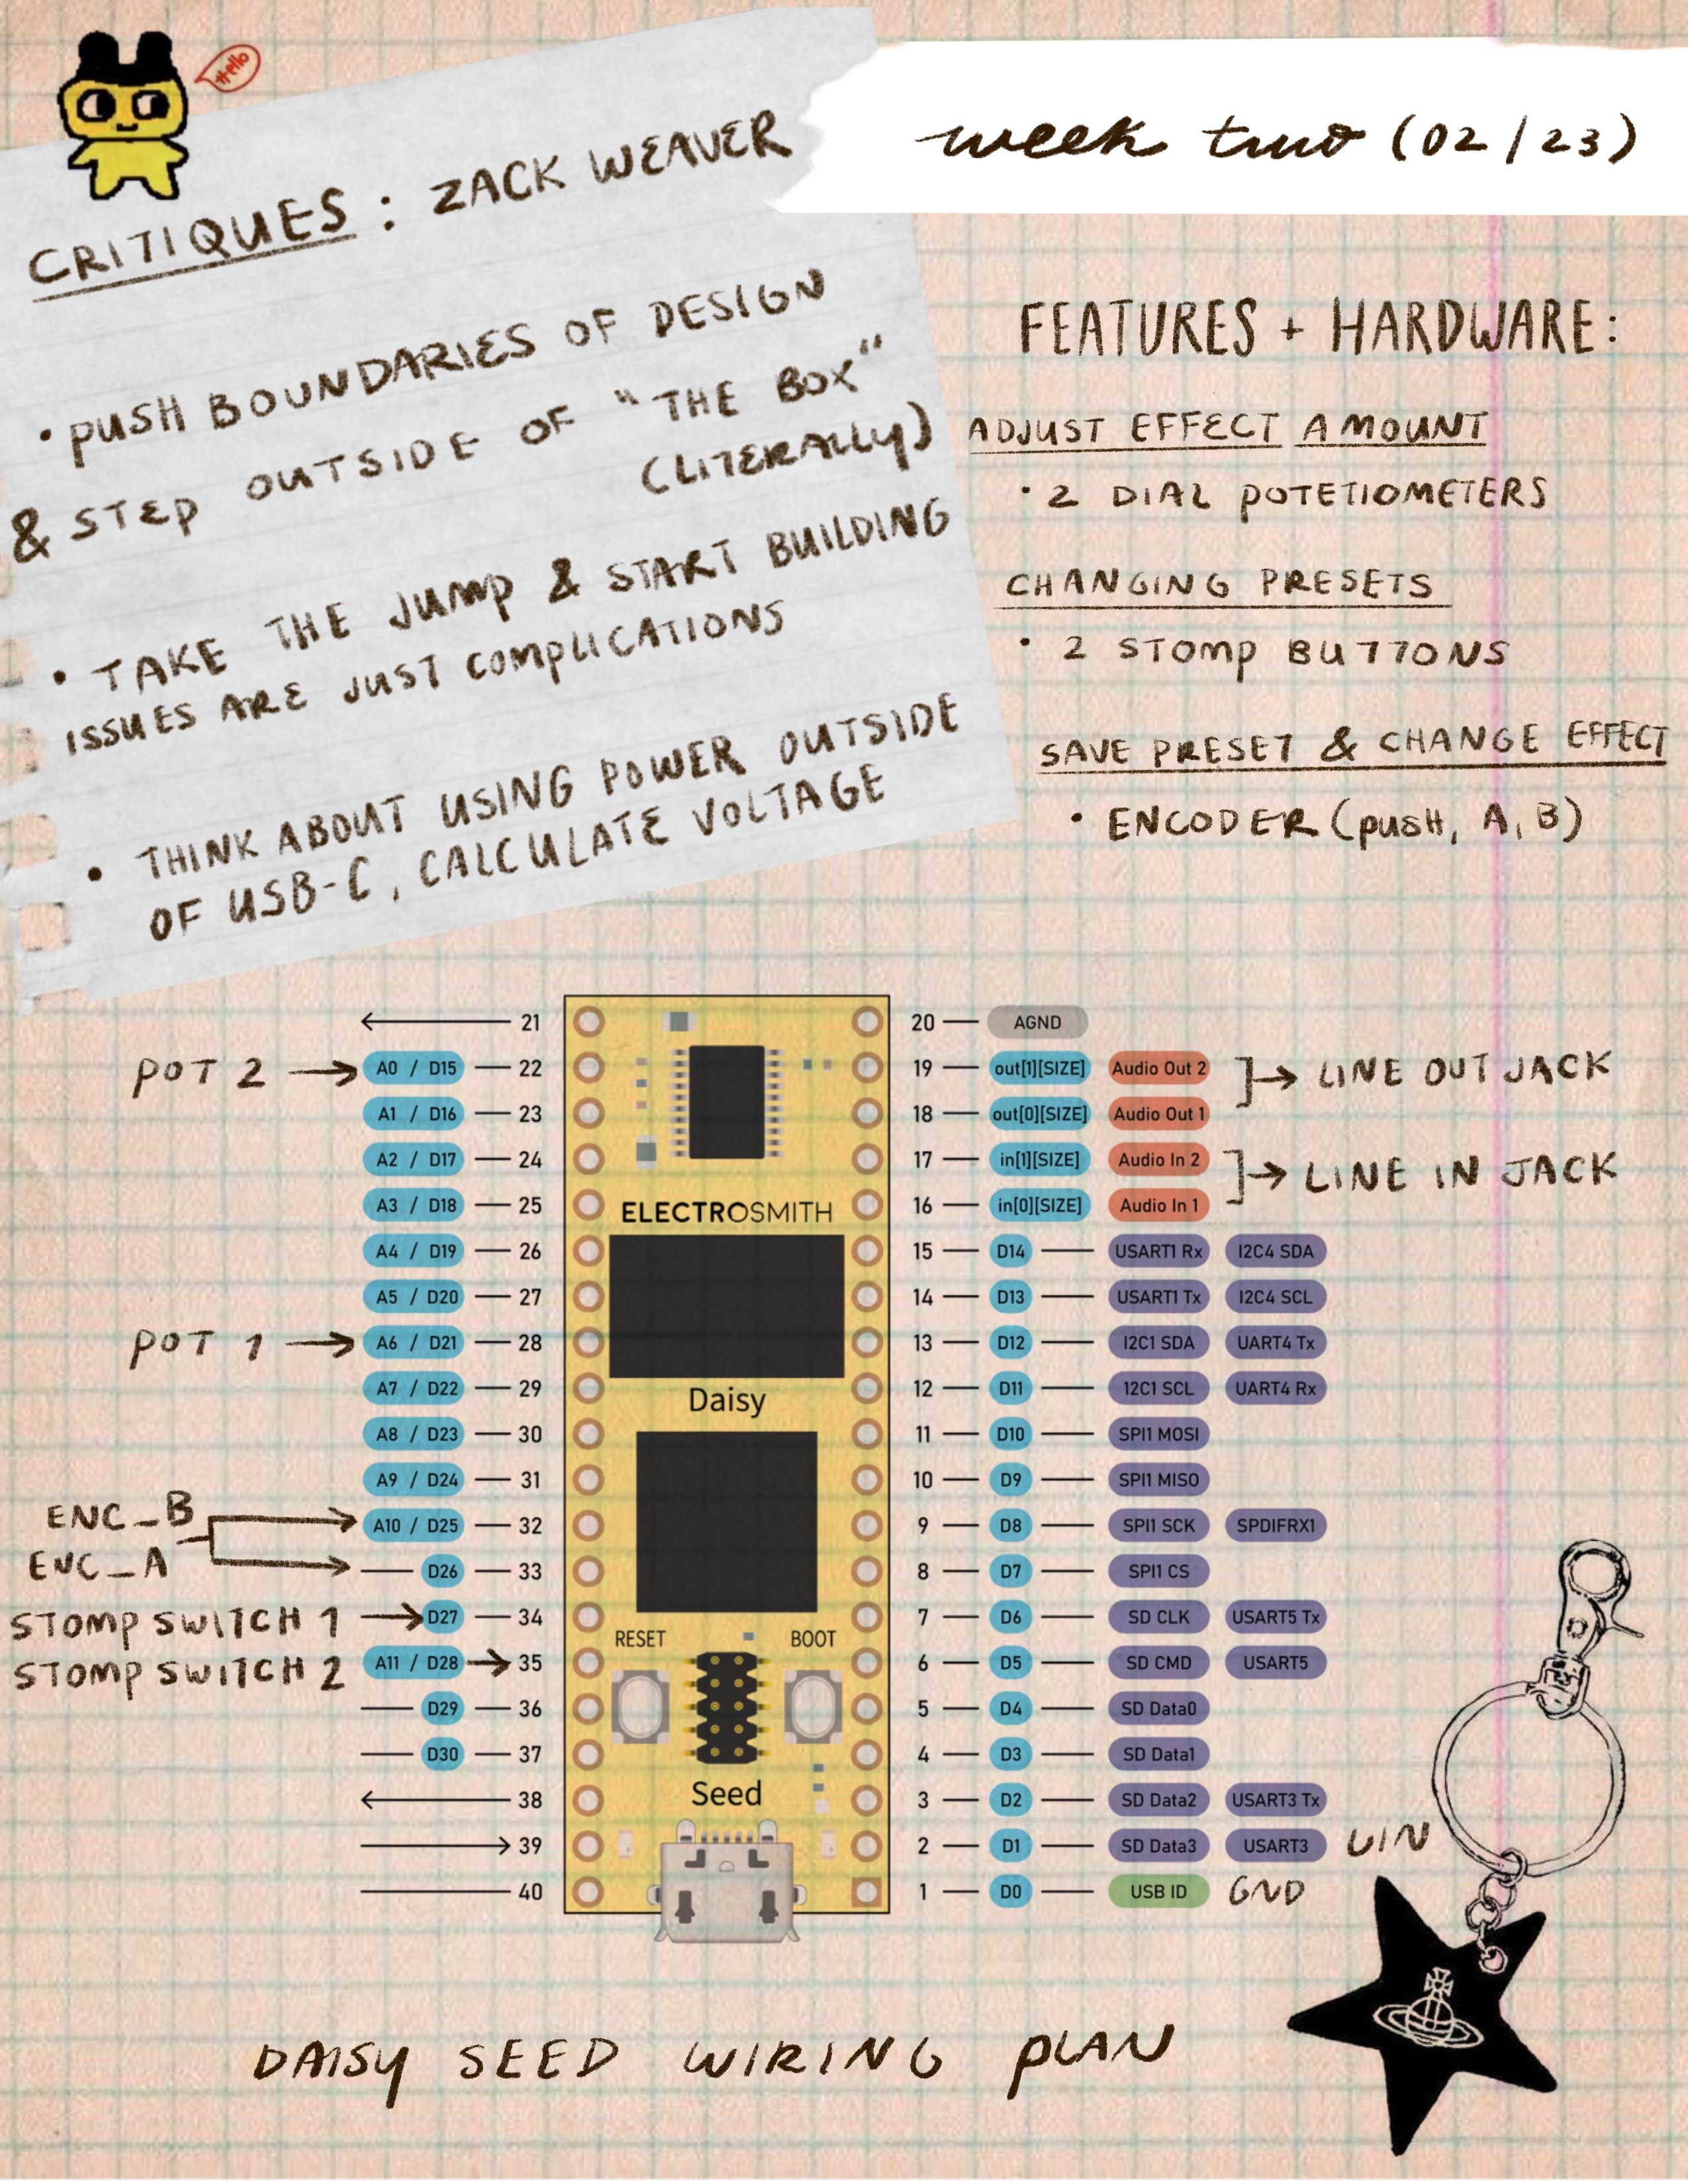 Hello
week two (02/23)
CRITIQUES : ZACK WEAVER
• PUSH BOUNDARIES OF DESIGN
& STEP OUTSIDE OF "THE BOX"
(LITERALLY)
• TAKE THE JUMP & START BUILDING
ISSUES ARE JUST COMPLICATIONS
• THINK ABOUT USING POWER OUTSIDE
OF USB-C, CALCULATE VOLTAGE
FEATURES + HARDWARE:
ADJUST EFFECT AMOUNT
• 2 DIAL POTETIOMETERS
CHANGING PRESETS
• 2 STOMP BUTTONS
SAVE PRESET & CHANGE EFFECT
• ENCODER (PUSH, A, B)
21 20 AGND
POT 2 → A0 / D15 22 19 out[1][SIZE] Audio Out 2
A1 / D16 23 18 out[0][SIZE] Audio Out 1
] → LINE OUT JACK
A2 / D17 24 17 in[1][SIZE] Audio In 2
A3 / D18 25 16 in[0][SIZE] Audio In 1
] → LINE IN JACK
ELECTROSMITH
A4 / D19 26 15 D14 USART1 Rx I2C4 SDA
A5 / D20 27 14 D13 USART1 Tx I2C4 SCL
POT 1 → A6 / D21 28 13 D12 I2C1 SDA UART4 Tx
A7 / D22 29 12 D11 12C1 SCL UART4 Rx
Daisy
A8 / D23 30 11 D10 SPI1 MOSI
A9 / D24 31 10 D9 SPI1 MISO
ENC_B → A10 / D25 32 9 D8 SPI1 SCK SPDIFRX1
ENC_A → D26 33 8 D7 SPI1 CS
STOMP SWITCH 1 → D27 34 7 D6 SD CLK USART5 Tx
RESET BOOT
STOMP SWITCH 2 A11 / D28 → 35 6 D5 SD CMD USART5
D29 36 5 D4 SD Data0
D30 37 4 D3 SD Data1
Seed
38 3 D2 SD Data2 USART3 Tx
39 2 D1 SD Data3 USART3 VIN
40 1 D0 USB ID GND
DAISY SEED WIRING PLAN